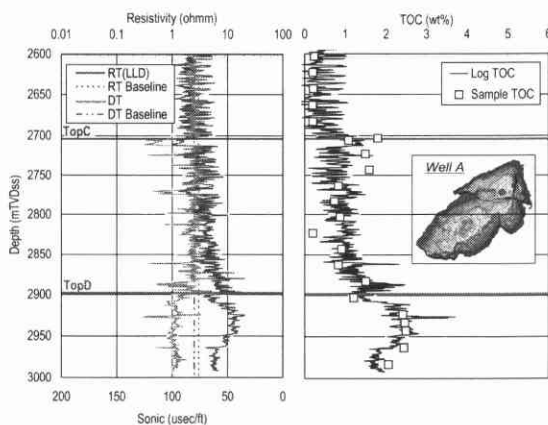 Resistivity (ohmm)
TOC (wt%)
0.1 1 10 100
0 1 2 3 4 5 6
2600
2650
2700
2750
2800
2850
2900
2950
3000
Depth (mTVDss)
RT(LLD)
RT Baseline
DT
DT Baseline
TopC
TopD
Log TOC
Sample TOC
Well A
200 150 100 50 0
Sonic (usec/ft)